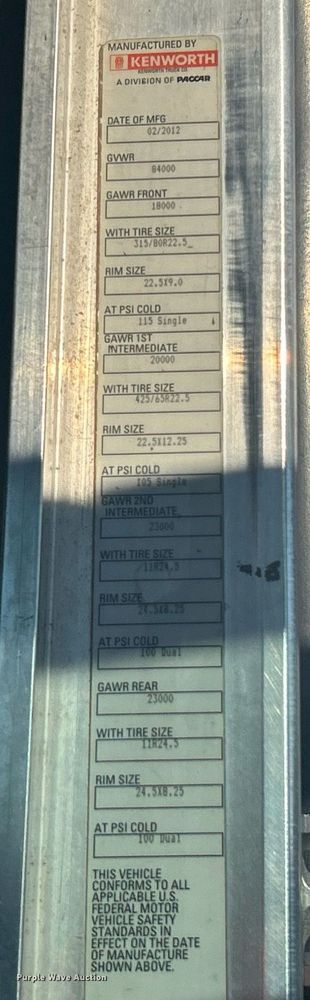 MANUFACTURED BY
KENWORTH
KENWORTH TRUCK CO.
A DIVISION OF PACCAR
DATE OF MFG
02/2012
GVWR
84000
GAWR FRONT
18000
WITH TIRE SIZE
315/80R22.5
RIM SIZE
22.5X9.0
AT PSI COLD
115 Single
GAWR 1ST
INTERMEDIATE
20000
WITH TIRE SIZE
425/65R22.5
RIM SIZE
22.5X12.25
AT PSI COLD
105 Single
GAWR 2ND
INTERMEDIATE
23000
WITH TIRE SIZE
11R24.5
RIM SIZE
24.5X8.25
AT PSI COLD
100 Dual
GAWR REAR
23000
WITH TIRE SIZE
11R24.5
RIM SIZE
24.5X8.25
AT PSI COLD
100 Dual
THIS VEHICLE
CONFORMS TO ALL
APPLICABLE U.S.
FEDERAL MOTOR
VEHICLE SAFETY
STANDARDS IN
EFFECT ON THE DATE
OF MANUFACTURE
SHOWN ABOVE.
Purple Wave Auction